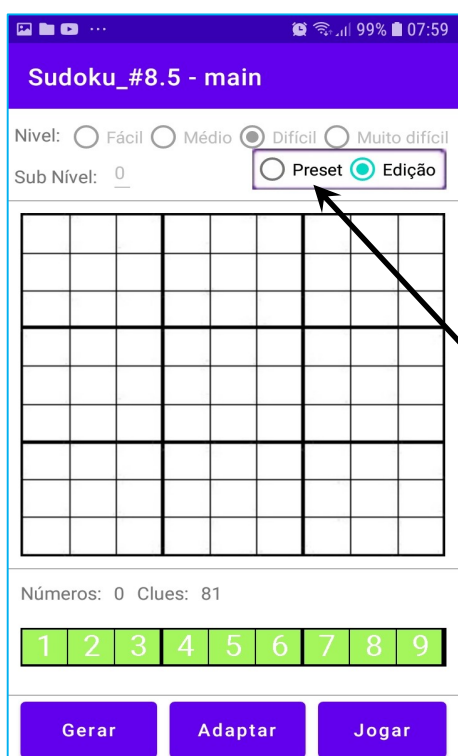 99% 07:59
Sudoku_#8.5 - main
Nivel: Fácil Médio Difícil Muito difícil
Sub Nível: 0 Preset Edição
Números: 0 Clues: 81
1 2 3 4 5 6 7 8 9
Gerar Adaptar Jogar